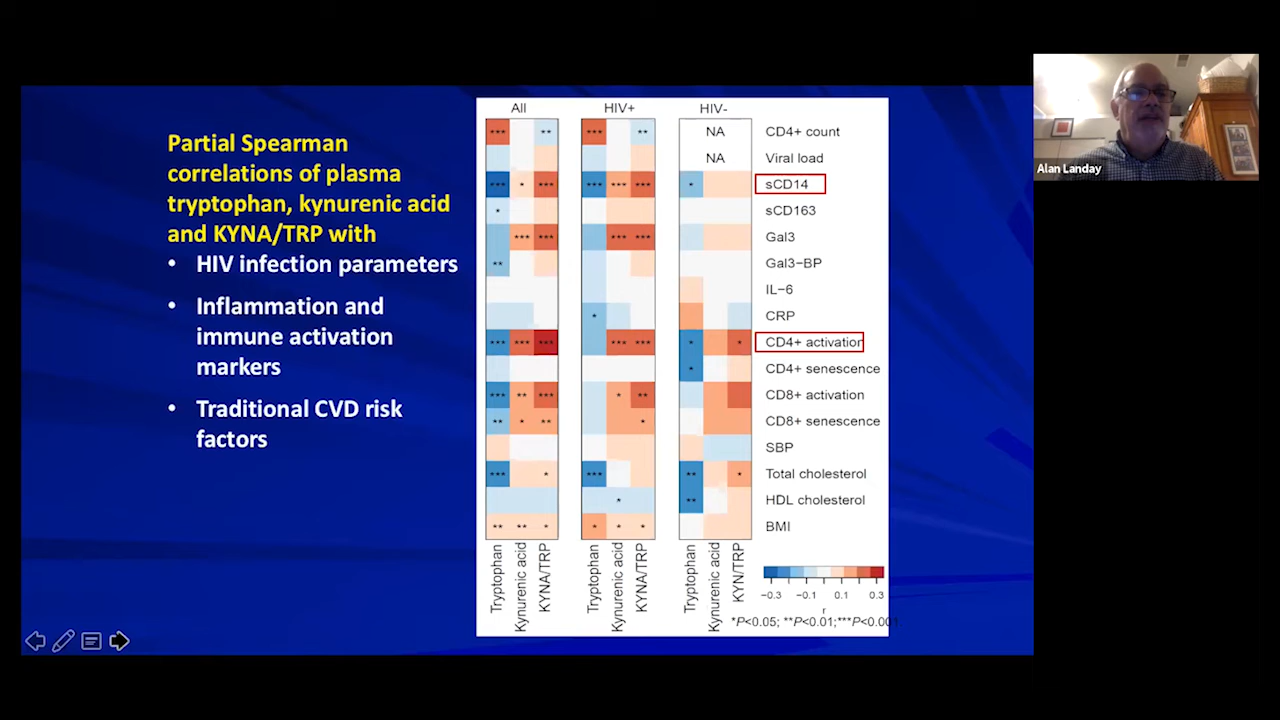 Partial Spearman
correlations of plasma
tryptophan, kynurenic acid
and KYNA/TRP with
• HIV infection parameters
• Inflammation and
immune activation
markers
• Traditional CVD risk
factors
All HIV+ HIV-
*** ** *** ** NA CD4+ count
NA Viral load
*** * *** *** *** *** * sCD14
* sCD163
*** *** *** *** Gal3
** Gal3-BP
IL-6
* CRP
*** *** *** *** *** * * CD4+ activation
* CD4+ senescence
*** ** *** * ** CD8+ activation
** * ** * CD8+ senescence
SBP
*** * *** ** * Total cholesterol
* ** HDL cholesterol
** ** * * * * BMI
Tryptophan
Kynurenic acid
KYNA/TRP
Tryptophan
Kynurenic acid
KYNA/TRP
Tryptophan
Kynurenic acid
KYN/TRP
−0.3 −0.1 0.1 0.3
r
*P<0.05; **P<0.01;***P<0.001
Alan Landay